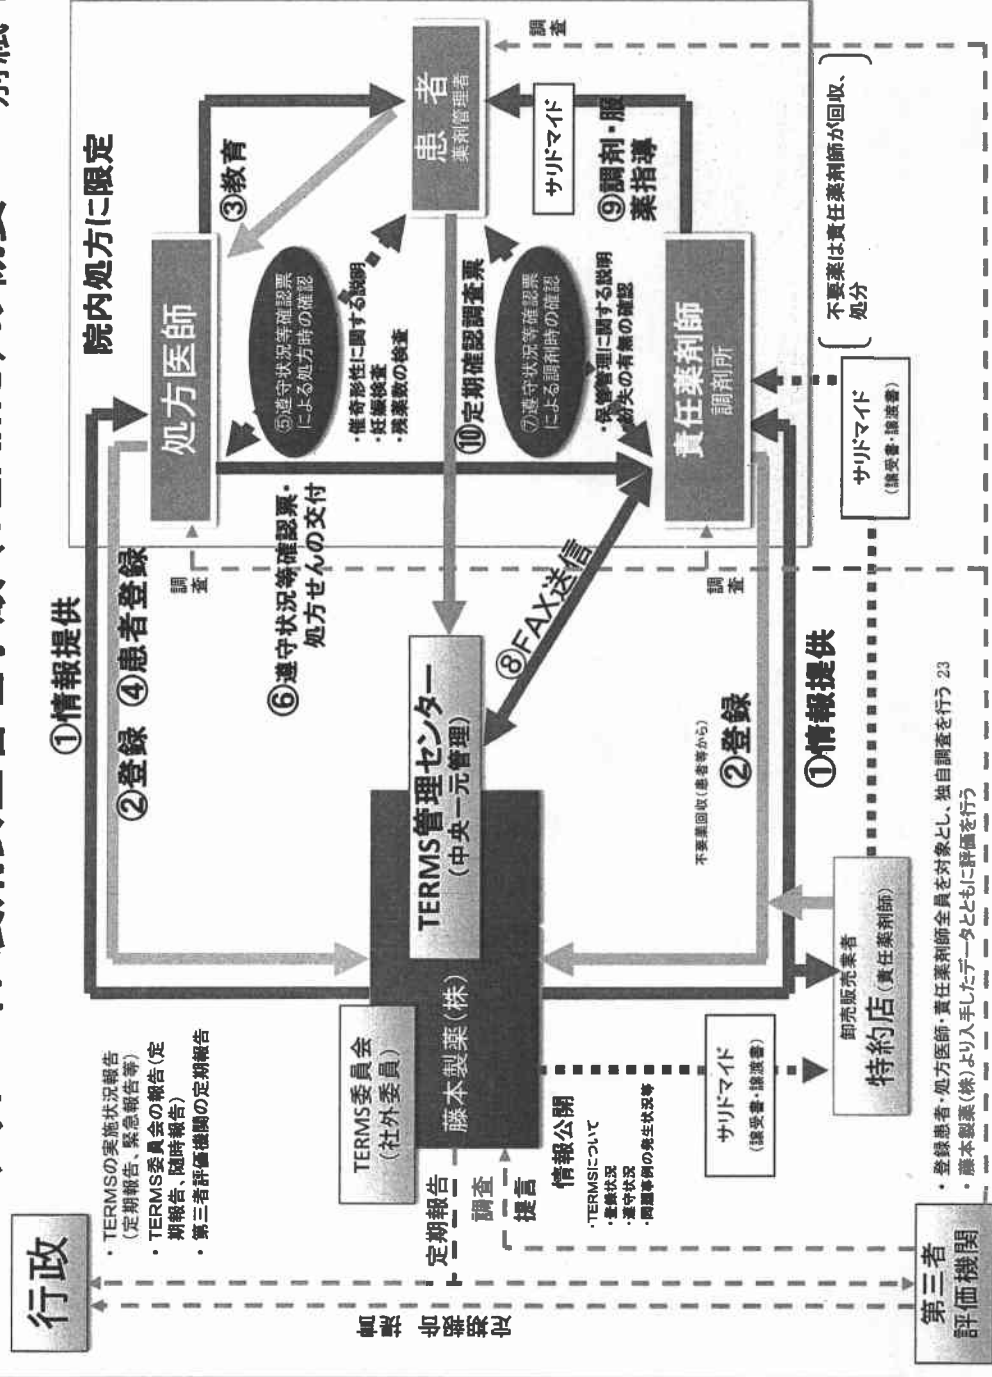 行政
・TERMSの実施状況報告
（定期報告、緊急報告等）
・TERMS委員会の報告（定
期報告、随時報告）
・第三者評価機関の定期報告
①情報提供
②登録 ④患者登録
院内処方に限定
処方医師
③教育
患者
薬剤管理者
調査
⑤遵守状況等確認票
による処方時の確認
・催奇形性に関する説明
・妊娠検査
・残薬数の検査
⑥遵守状況等確認票・
処方せんの交付
調査
TERMS委員会
（社外委員）
藤本製薬（株）
TERMS管理センター
（中央一元管理）
⑩定期確認調査票
⑦遵守状況等確認票
による調剤時の確認
・保管管理に関する説明
・紛失の有無の確認
サリドマイド
⑨調剤・服
薬指導
⑧FAX送信
責任薬剤師
調剤所
調査
定期報告
調査
提言
提言
定期報告
情報公開
・TERMSについて
・登録状況
・遵守状況
・問題事例の発生状況等
不要薬回収（患者等から）
②登録
①情報提供
サリドマイド
（譲受書・譲渡書）
サリドマイド
（譲受書・譲渡書）
不要薬は責任薬剤師が回収、
処分
卸売販売業者
特約店（責任薬剤師）
第三者
評価機関
・登録患者・処方医師・責任薬剤師全員を対象とし、独自調査を行う 23
・藤本製薬（株）より入手したデータとともに評価を行う